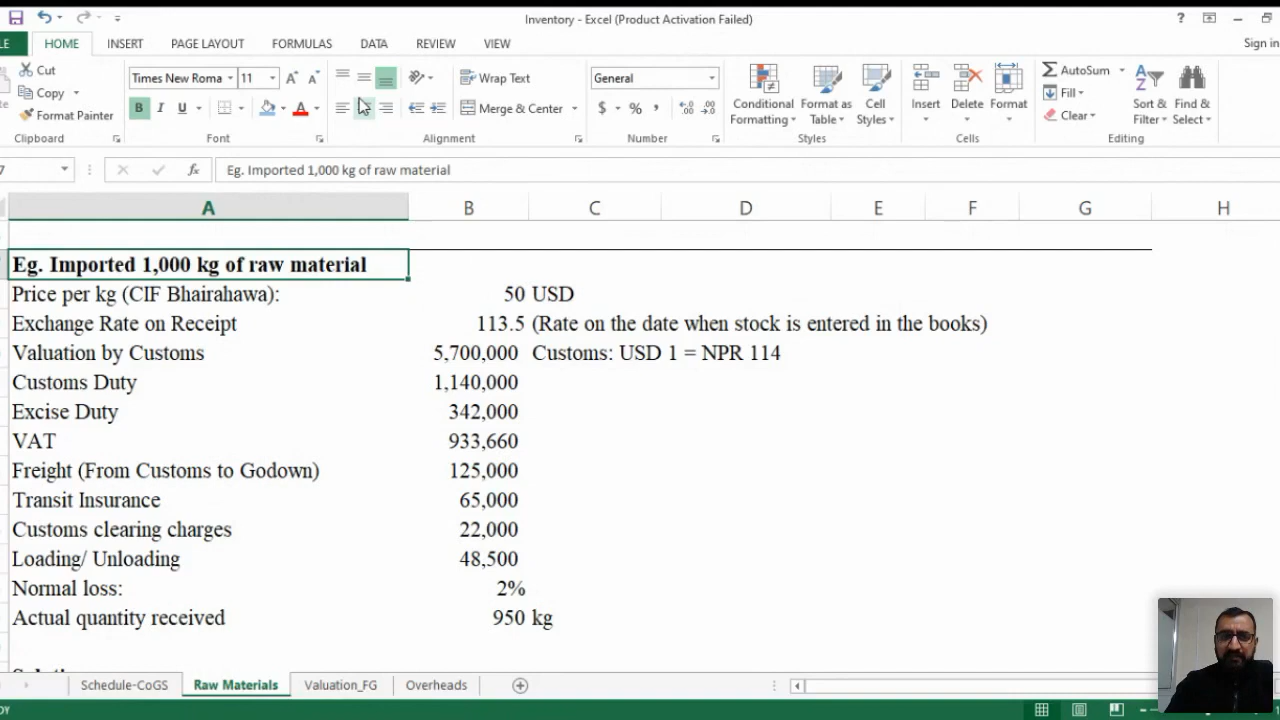 Inventory - Excel (Product Activation Failed)
?
HOME INSERT PAGE LAYOUT FORMULAS DATA REVIEW VIEW
Sign in
Cut
Copy
Format Painter
Clipboard
Times New Roma 11
B I U
Font
Wrap Text
Merge & Center
Alignment
General
$ % ,
Number
Conditional Formatting
Format as Table
Cell Styles
Styles
Insert
Delete
Format
Cells
AutoSum
Fill
Clear
Sort & Filter
Find & Select
Editing
7
fx Eg. Imported 1,000 kg of raw material
A B C D E F G H
Eg. Imported 1,000 kg of raw material
Price per kg (CIF Bhairahawa): 50 USD
Exchange Rate on Receipt 113.5 (Rate on the date when stock is entered in the books)
Valuation by Customs 5,700,000 Customs: USD 1 = NPR 114
Customs Duty 1,140,000
Excise Duty 342,000
VAT 933,660
Freight (From Customs to Godown) 125,000
Transit Insurance 65,000
Customs clearing charges 22,000
Loading/ Unloading 48,500
Normal loss: 2%
Actual quantity received 950 kg
Schedule-CoGS Raw Materials Valuation_FG Overheads